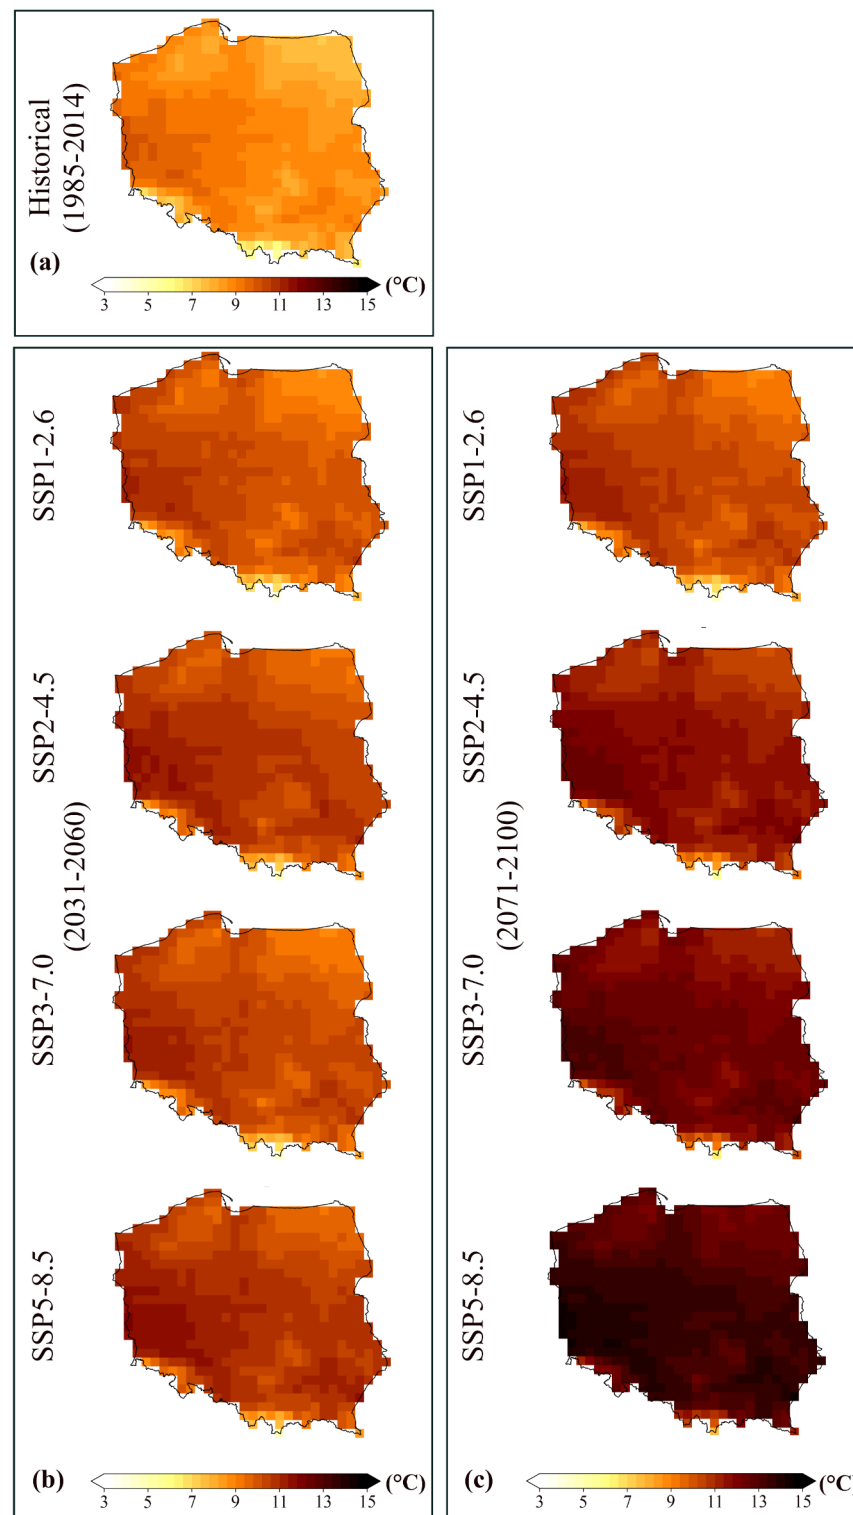 Historical
(1985-2014)
(a)
(°C)
3 5 7 9 11 13 15
SSP1-2.6
SSP2-4.5
(2031-2060)
SSP3-7.0
SSP5-8.5
(b)
(°C)
3 5 7 9 11 13 15
SSP1-2.6
SSP2-4.5
(2071-2100)
SSP3-7.0
SSP5-8.5
(c)
(°C)
3 5 7 9 11 13 15